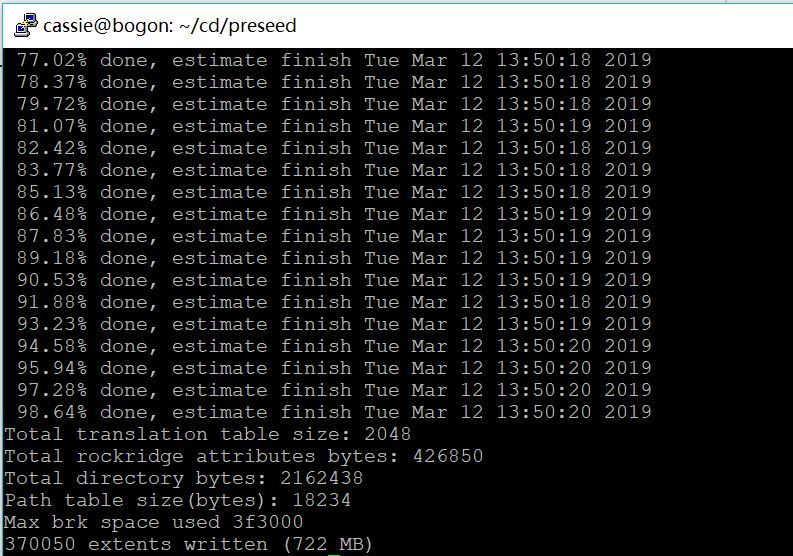 cassie@bogon: ~/cd/preseed
77.02% done, estimate finish Tue Mar 12 13:50:18 2019
78.37% done, estimate finish Tue Mar 12 13:50:18 2019
79.72% done, estimate finish Tue Mar 12 13:50:18 2019
81.07% done, estimate finish Tue Mar 12 13:50:19 2019
82.42% done, estimate finish Tue Mar 12 13:50:18 2019
83.77% done, estimate finish Tue Mar 12 13:50:18 2019
85.13% done, estimate finish Tue Mar 12 13:50:18 2019
86.48% done, estimate finish Tue Mar 12 13:50:19 2019
87.83% done, estimate finish Tue Mar 12 13:50:19 2019
89.18% done, estimate finish Tue Mar 12 13:50:19 2019
90.53% done, estimate finish Tue Mar 12 13:50:19 2019
91.88% done, estimate finish Tue Mar 12 13:50:18 2019
93.23% done, estimate finish Tue Mar 12 13:50:19 2019
94.58% done, estimate finish Tue Mar 12 13:50:20 2019
95.94% done, estimate finish Tue Mar 12 13:50:20 2019
97.28% done, estimate finish Tue Mar 12 13:50:20 2019
98.64% done, estimate finish Tue Mar 12 13:50:20 2019
Total translation table size: 2048
Total rockridge attributes bytes: 426850
Total directory bytes: 2162438
Path table size(bytes): 18234
Max brk space used 3f3000
370050 extents written (722 MB)